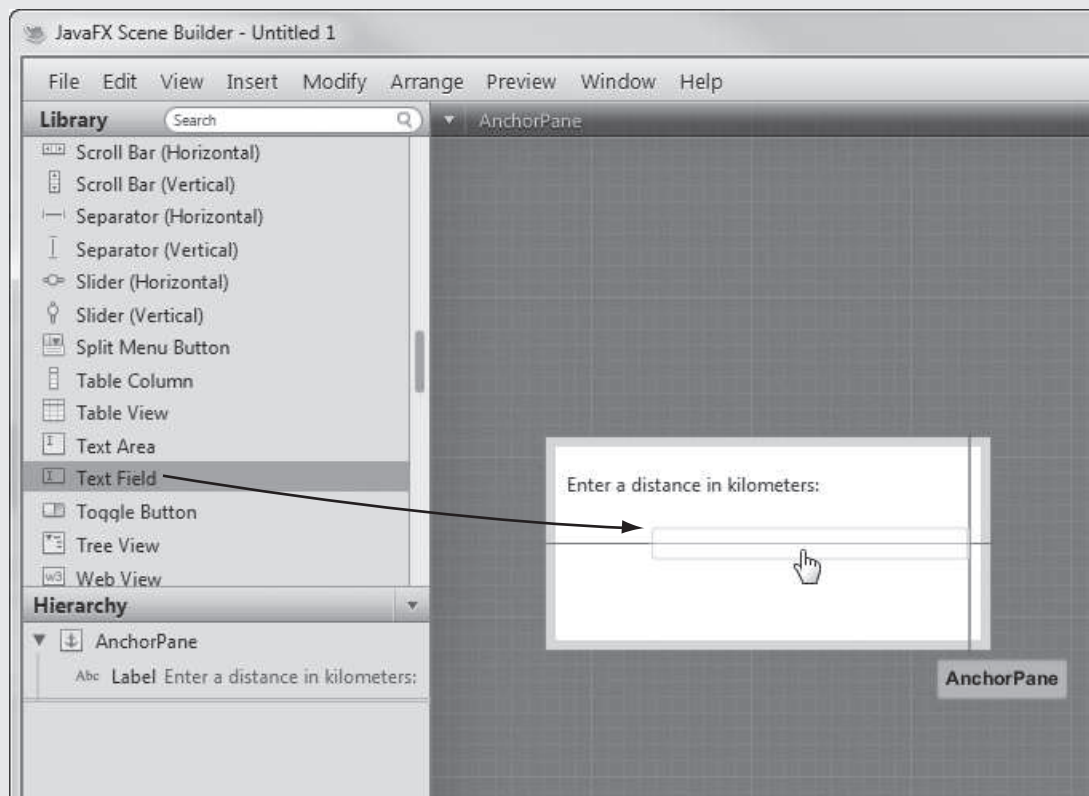 JavaFX Scene Builder - Untitled 1
File Edit View Insert Modify Arrange Preview Window Help
Library
Search
AnchorPane
Scroll Bar (Horizontal)
Scroll Bar (Vertical)
Separator (Horizontal)
Separator (Vertical)
Slider (Horizontal)
Slider (Vertical)
Split Menu Button
Table Column
Table View
Text Area
Text Field
Toggle Button
Tree View
w3 Web View
Enter a distance in kilometers:
Hierarchy
AnchorPane
Abc Label Enter a distance in kilometers:
AnchorPane